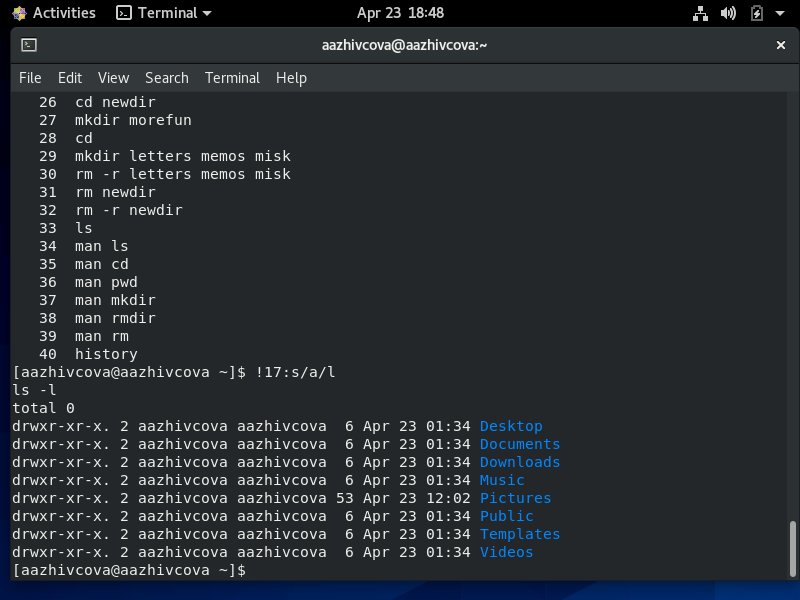 Activities Terminal Apr 23 18:48
aazhivcova@aazhivcova:~
File Edit View Search Terminal Help
26 cd newdir
27 mkdir morefun
28 cd
29 mkdir letters memos misk
30 rm -r letters memos misk
31 rm newdir
32 rm -r newdir
33 ls
34 man ls
35 man cd
36 man pwd
37 man mkdir
38 man rmdir
39 man rm
40 history
[aazhivcova@aazhivcova ~]$ !17:s/a/l
ls -l
total 0
drwxr-xr-x. 2 aazhivcova aazhivcova 6 Apr 23 01:34 Desktop
drwxr-xr-x. 2 aazhivcova aazhivcova 6 Apr 23 01:34 Documents
drwxr-xr-x. 2 aazhivcova aazhivcova 6 Apr 23 01:34 Downloads
drwxr-xr-x. 2 aazhivcova aazhivcova 6 Apr 23 01:34 Music
drwxr-xr-x. 2 aazhivcova aazhivcova 53 Apr 23 12:02 Pictures
drwxr-xr-x. 2 aazhivcova aazhivcova 6 Apr 23 01:34 Public
drwxr-xr-x. 2 aazhivcova aazhivcova 6 Apr 23 01:34 Templates
drwxr-xr-x. 2 aazhivcova aazhivcova 6 Apr 23 01:34 Videos
[aazhivcova@aazhivcova ~]$